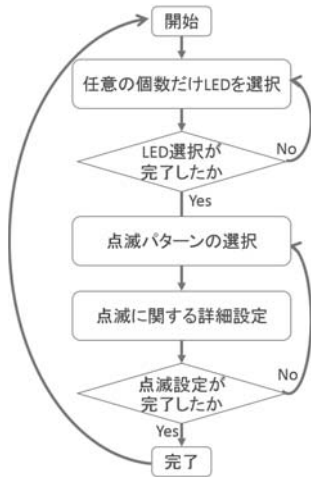 開始
任意の個数だけLEDを選択
LED選択が
完了したか
No
Yes
点滅パターンの選択
点滅に関する詳細設定
点滅設定が
完了したか
No
Yes
完了